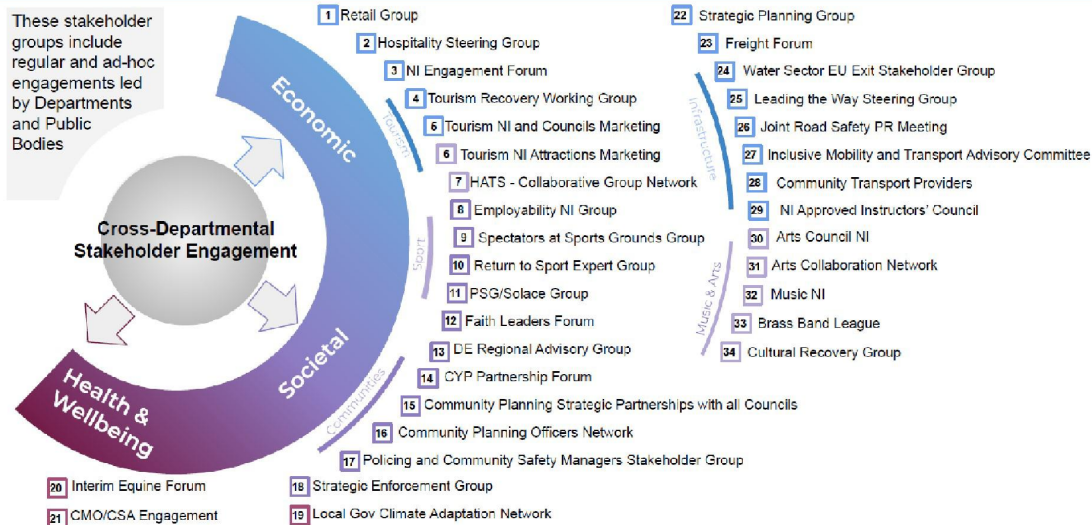 These stakeholder
groups include
regular and ad-hoc
engagements led
by Departments
and Public
Bodies
Cross-Departmental
Stakeholder Engagement
Economic
Societal
Health &
Wellbeing
1 Retail Group
2 Hospitality Steering Group
3 NI Engagement Forum
4 Tourism Recovery Working Group
5 Tourism NI and Councils Marketing
6 Tourism NI Attractions Marketing
7 HATS - Collaborative Group Network
8 Employability NI Group
9 Spectators at Sports Grounds Group
10 Return to Sport Expert Group
11 PSG/Solace Group
12 Faith Leaders Forum
13 DE Regional Advisory Group
14 CYP Partnership Forum
15 Community Planning Strategic Partnerships with all Councils
16 Community Planning Officers Network
17 Policing and Community Safety Managers Stakeholder Group
18 Strategic Enforcement Group
19 Local Gov Climate Adaptation Network
20 Interim Equine Forum
21 CMO/CSA Engagement
Tourism
Sport
Communities
22 Strategic Planning Group
23 Freight Forum
24 Water Sector EU Exit Stakeholder Group
25 Leading the Way Steering Group
26 Joint Road Safety PR Meeting
27 Inclusive Mobility and Transport Advisory Committee
28 Community Transport Providers
29 NI Approved Instructors' Council
30 Arts Council NI
31 Arts Collaboration Network
32 Music NI
33 Brass Band League
34 Cultural Recovery Group
Infrastructure
Music & Arts